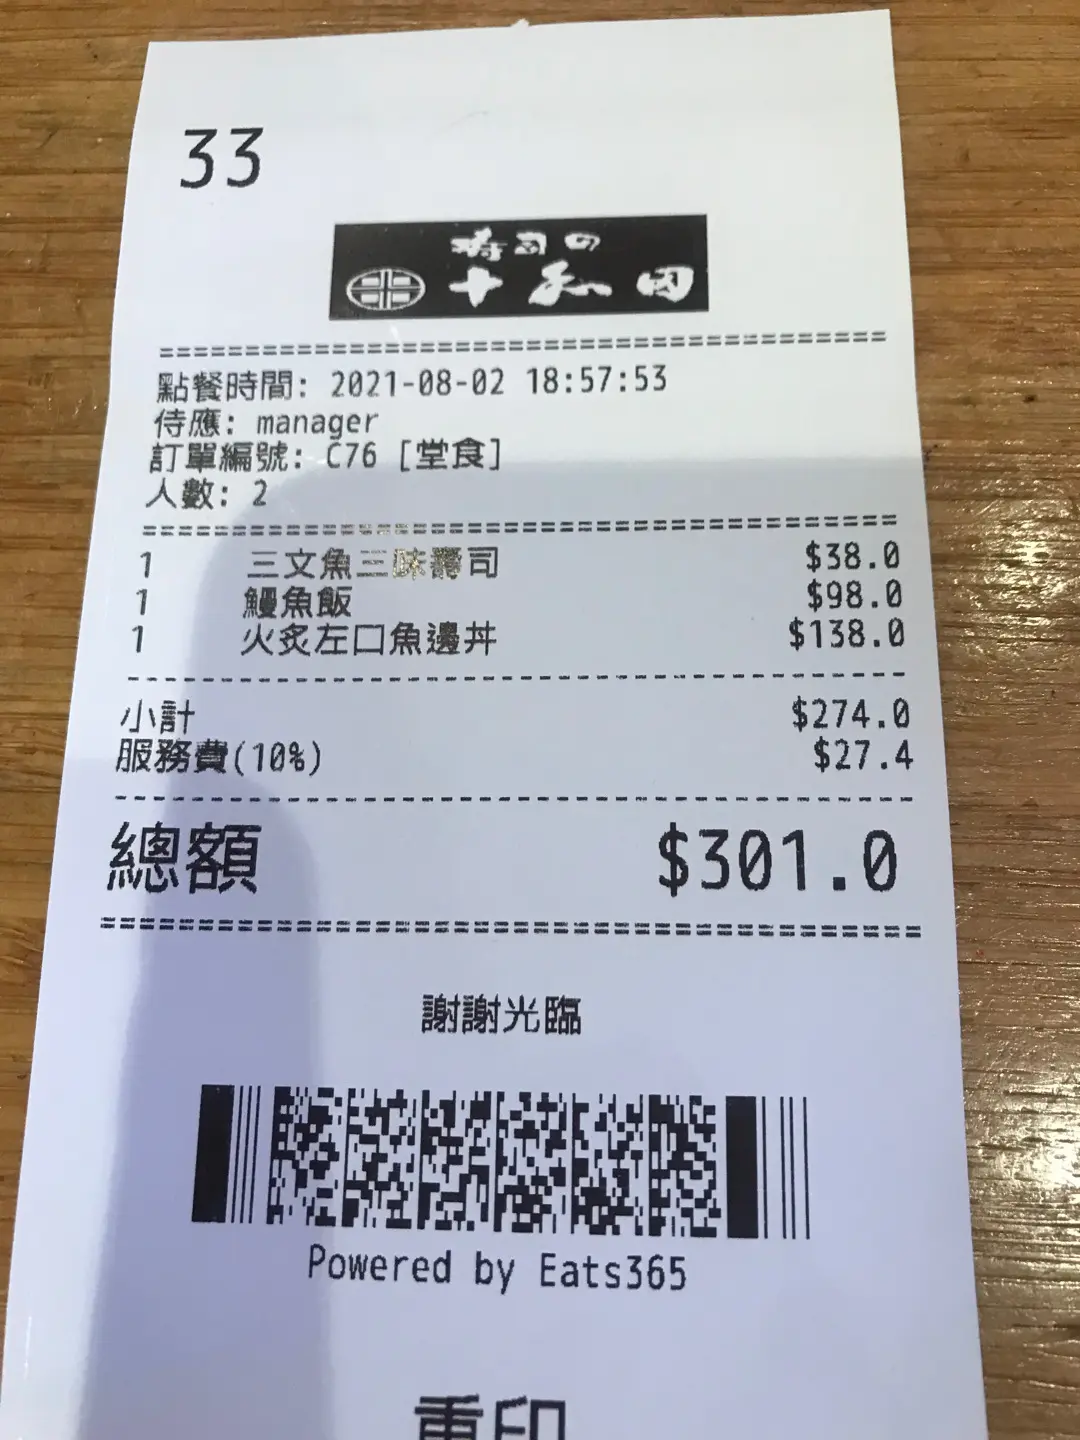 33
寿司の
十和田
=========================================
點餐時間: 2021-08-02 18:57:53
侍應: manager
訂單編號: C76 [堂食]
人數: 2
=========================================
1 三文魚三味壽司 $38.0
1 鰻魚飯 $98.0
1 火炙左口魚邊丼 $138.0
-----------------------------------------
小計 $274.0
服務費(10%) $27.4
-----------------------------------------
總額 $301.0
=========================================
謝謝光臨
Powered by Eats365
重印